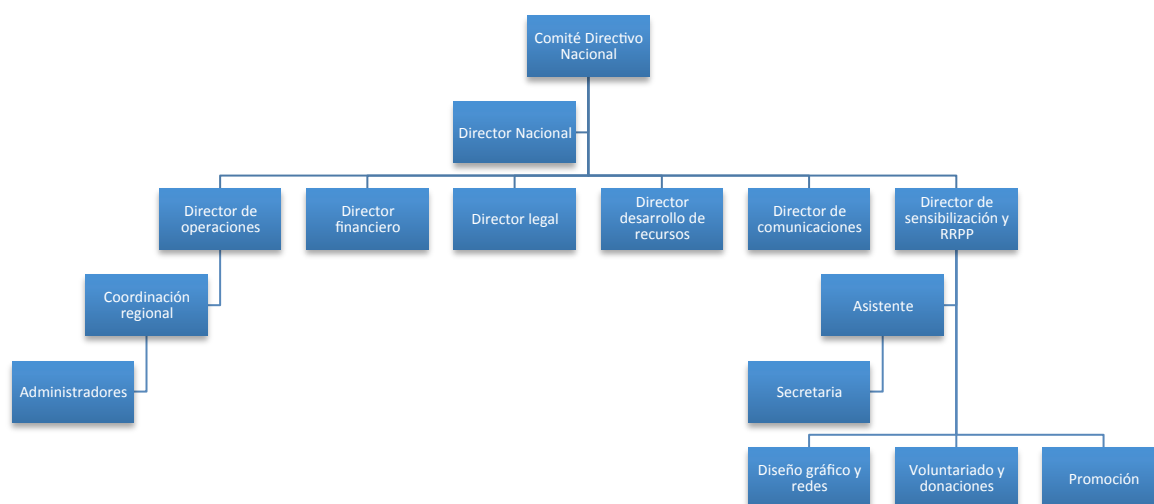 Comité Directivo
Nacional
Director Nacional
Director de
operaciones
Director
financiero
Director legal
Director
desarrollo de
recursos
Director de
comunicaciones
Director de
sensibilización y
RRPP
Coordinación
regional
Asistente
Administradores
Secretaria
Diseño gráfico y
redes
Voluntariado y
donaciones
Promoción